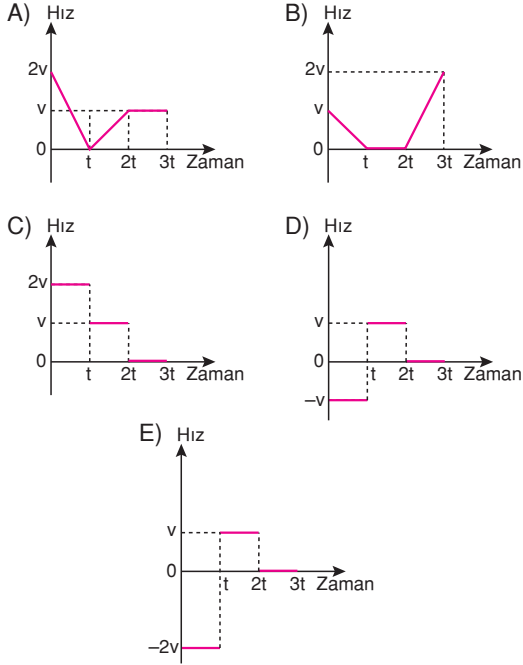 A) Hız
2v
v
0
t 2t 3t Zaman
B) Hız
2v
v
0
t 2t 3t Zaman
C) Hız
2v
v
0
t 2t 3t Zaman
D) Hız
v
0
t 2t 3t Zaman
–v
E) Hız
v
0
t 2t 3t Zaman
–2v